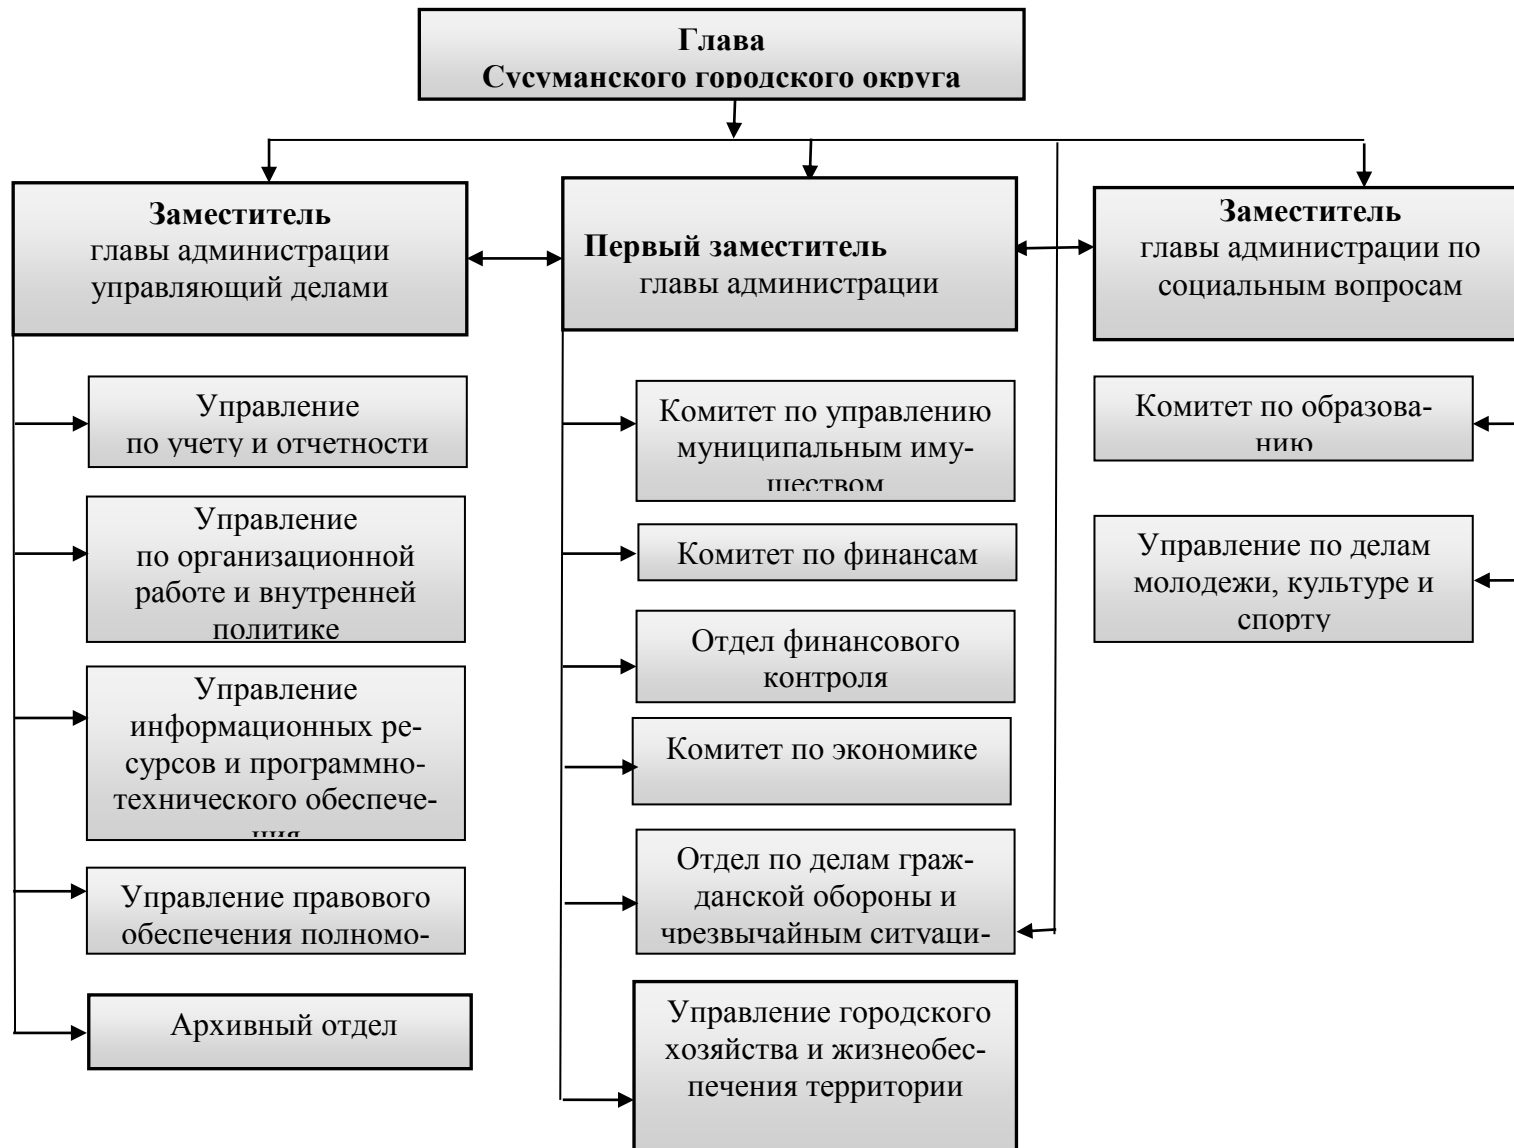 Глава
Сусуманского городского округа
Заместитель
главы администрации
управляющий делами
Первый заместитель
главы администрации
Заместитель
главы администрации по
социальным вопросам
Управление
по учету и отчетности
Управление
по организационной
работе и внутренней
политике
Управление
информационных ре-
сурсов и программно-
технического обеспече-
ния
Управление правового
обеспечения полномо-
Архивный отдел
Комитет по управлению
муниципальным иму-
ществом
Комитет по финансам
Отдел финансового
контроля
Комитет по экономике
Отдел по делам граж-
данской обороны и
чрезвычайным ситуаци-
Управление городского
хозяйства и жизнеобес-
печения территории
Комитет по образова-
нию
Управление по делам
молодежи, культуре и
спорту